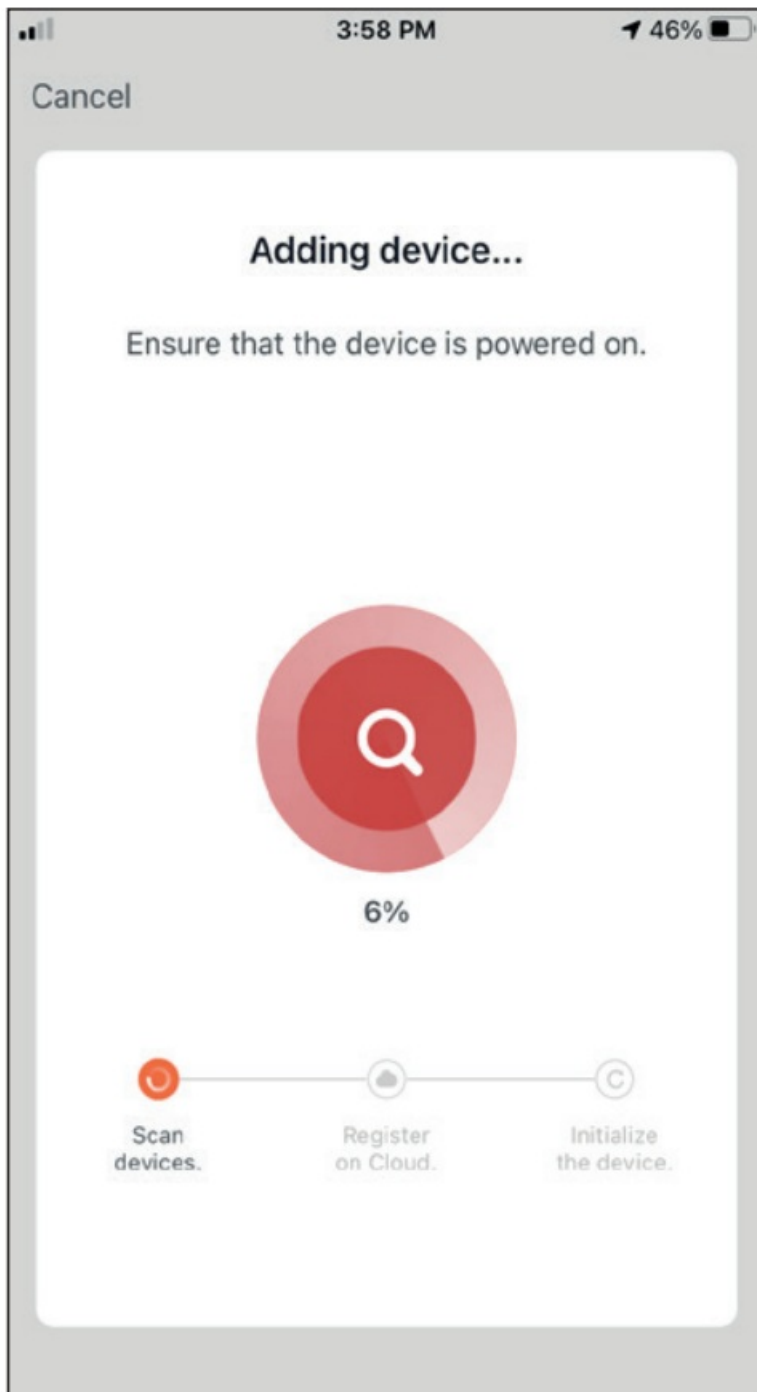 3:58 PM
46%
Cancel
Adding device...
Ensure that the device is powered on.
6%
Scan
devices.
Register
on Cloud.
Initialize
the device.